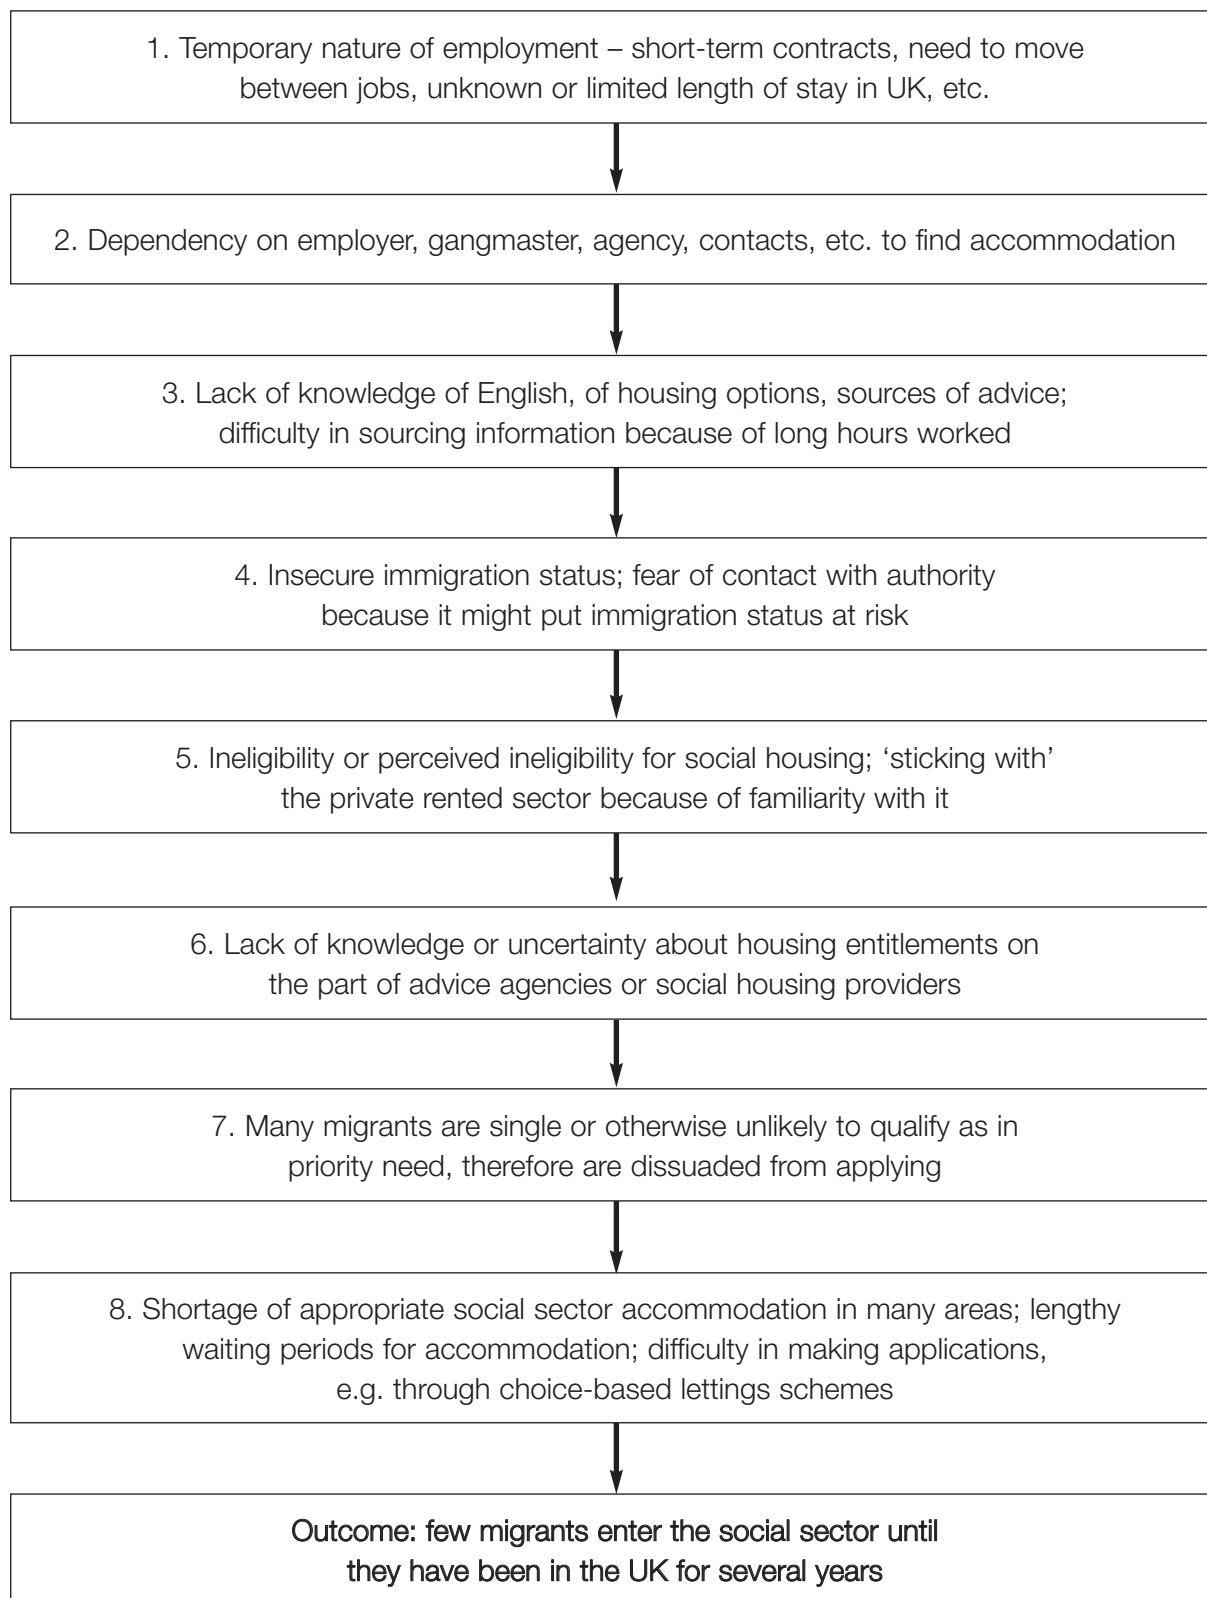 1. Temporary nature of employment – short-term contracts, need to move
between jobs, unknown or limited length of stay in UK, etc.
2. Dependency on employer, gangmaster, agency, contacts, etc. to find accommodation
3. Lack of knowledge of English, of housing options, sources of advice;
difficulty in sourcing information because of long hours worked
4. Insecure immigration status; fear of contact with authority
because it might put immigration status at risk
5. Ineligibility or perceived ineligibility for social housing; ‘sticking with’
the private rented sector because of familiarity with it
6. Lack of knowledge or uncertainty about housing entitlements on
the part of advice agencies or social housing providers
7. Many migrants are single or otherwise unlikely to qualify as in
priority need, therefore are dissuaded from applying
8. Shortage of appropriate social sector accommodation in many areas; lengthy
waiting periods for accommodation; difficulty in making applications,
e.g. through choice-based lettings schemes
Outcome: few migrants enter the social sector until
they have been in the UK for several years